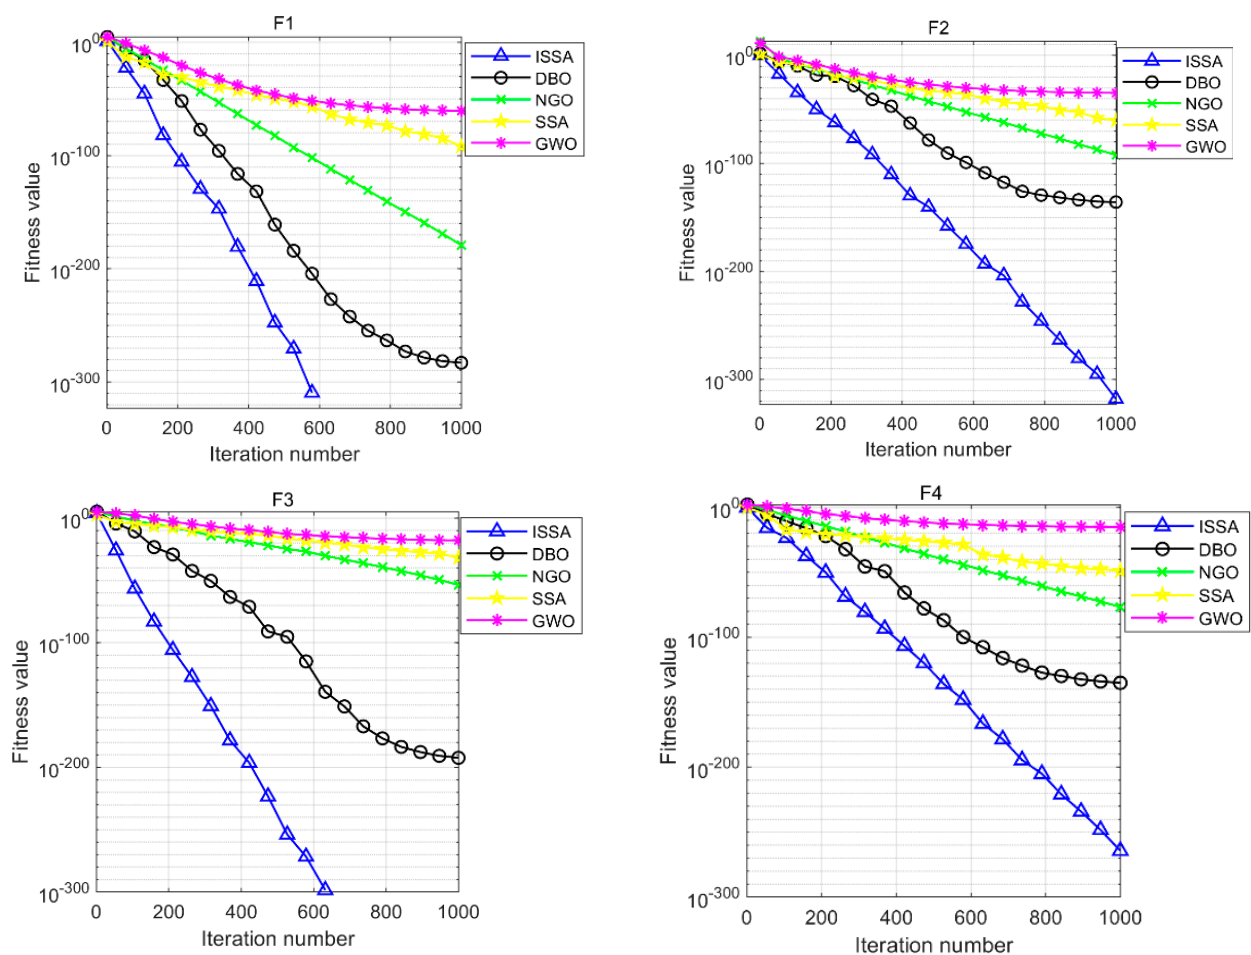 F1
10^0
10^-100
10^-200
10^-300
Fitness value
0 200 400 600 800 1000
Iteration number
ISSA
DBO
NGO
SSA
GWO
F2
10^0
10^-100
10^-200
10^-300
Fitness value
0 200 400 600 800 1000
Iteration number
ISSA
DBO
NGO
SSA
GWO
F3
10^0
10^-100
10^-200
10^-300
Fitness value
0 200 400 600 800 1000
Iteration number
ISSA
DBO
NGO
SSA
GWO
F4
10^0
10^-100
10^-200
10^-300
Fitness value
0 200 400 600 800 1000
Iteration number
ISSA
DBO
NGO
SSA
GWO